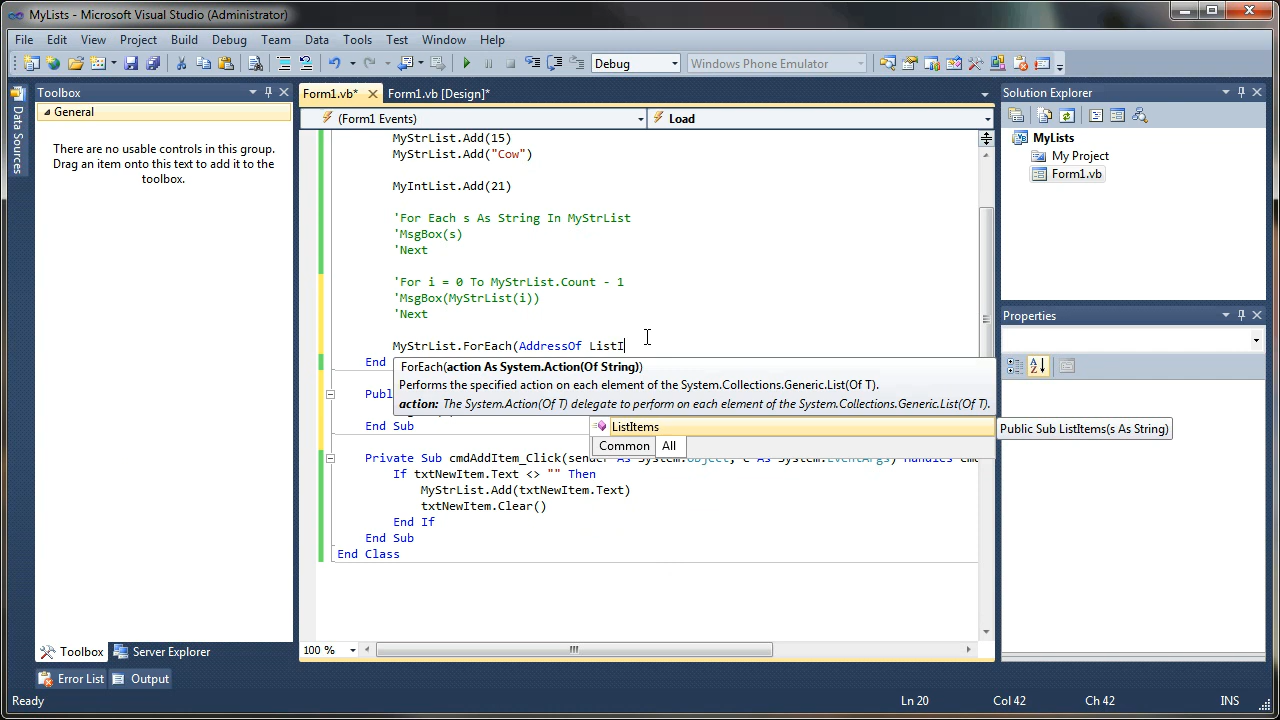 MyLists - Microsoft Visual Studio (Administrator)
File Edit View Project Build Debug Team Data Tools Test Window Help
Debug Windows Phone Emulator
Data Sources
Toolbox
General
There are no usable controls in this group.
Drag an item onto this text to add it to the
toolbox.
Form1.vb* Form1.vb [Design]*
(Form1 Events) Load
MyStrList.Add(15)
MyStrList.Add("Cow")
MyIntList.Add(21)
'For Each s As String In MyStrList
'MsgBox(s)
'Next
'For i = 0 To MyStrList.Count - 1
'MsgBox(MyStrList(i))
'Next
MyStrList.ForEach(AddressOf ListI
End
ForEach(action As System.Action(Of String))
Performs the specified action on each element of the System.Collections.Generic.List(Of T).
action: The System.Action(Of T) delegate to perform on each element of the System.Collections.Generic.List(Of T).
Publ
ListItems
Public Sub ListItems(s As String)
End Sub
Common All
Private Sub cmdAddItem_Click(sender As System.Object, e As System.EventArgs) Handles cmd
If txtNewItem.Text <> "" Then
MyStrList.Add(txtNewItem.Text)
txtNewItem.Clear()
End If
End Sub
End Class
100 %
Solution Explorer
MyLists
My Project
Form1.vb
Properties
Toolbox Server Explorer
Error List Output
Ready Ln 20 Col 42 Ch 42 INS